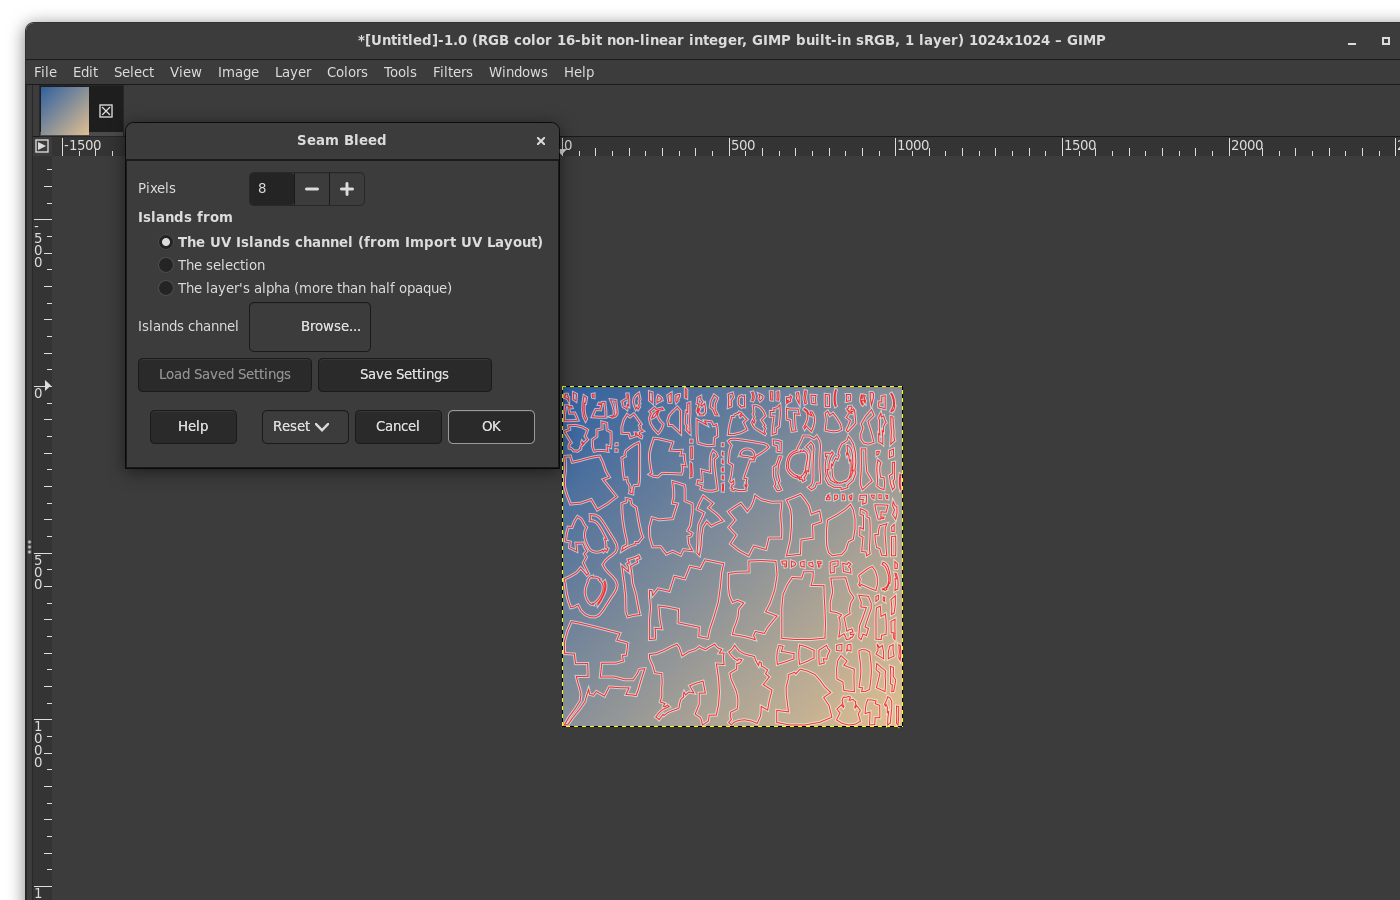 *[Untitled]-1.0 (RGB color 16-bit non-linear integer, GIMP built-in sRGB, 1 layer) 1024x1024 – GIMP
File Edit Select View Image Layer Colors Tools Filters Windows Help
-1500 0 500 1000 1500 2000
Seam Bleed
Pixels 8
Islands from
The UV Islands channel (from Import UV Layout)
The selection
The layer's alpha (more than half opaque)
Islands channel Browse...
Load Saved Settings Save Settings
Help Reset Cancel OK
-500
0
500
1000
1